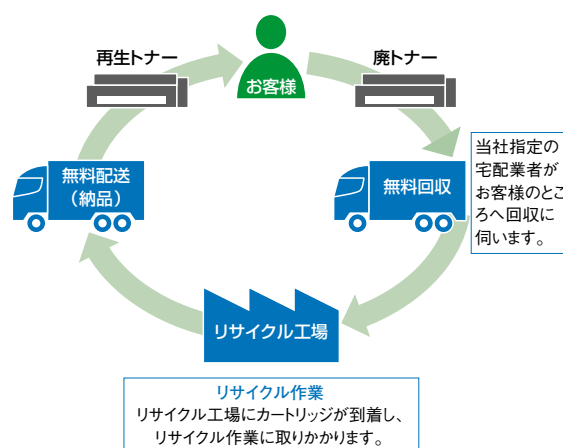 再生トナー
廃トナー
お客様
無料配送
（納品）
無料回収
当社指定の
宅配業者が
お客様のとこ
ろへ回収に
伺います。
リサイクル工場
リサイクル作業
リサイクル工場にカートリッジが到着し、
リサイクル作業に取りかかります。